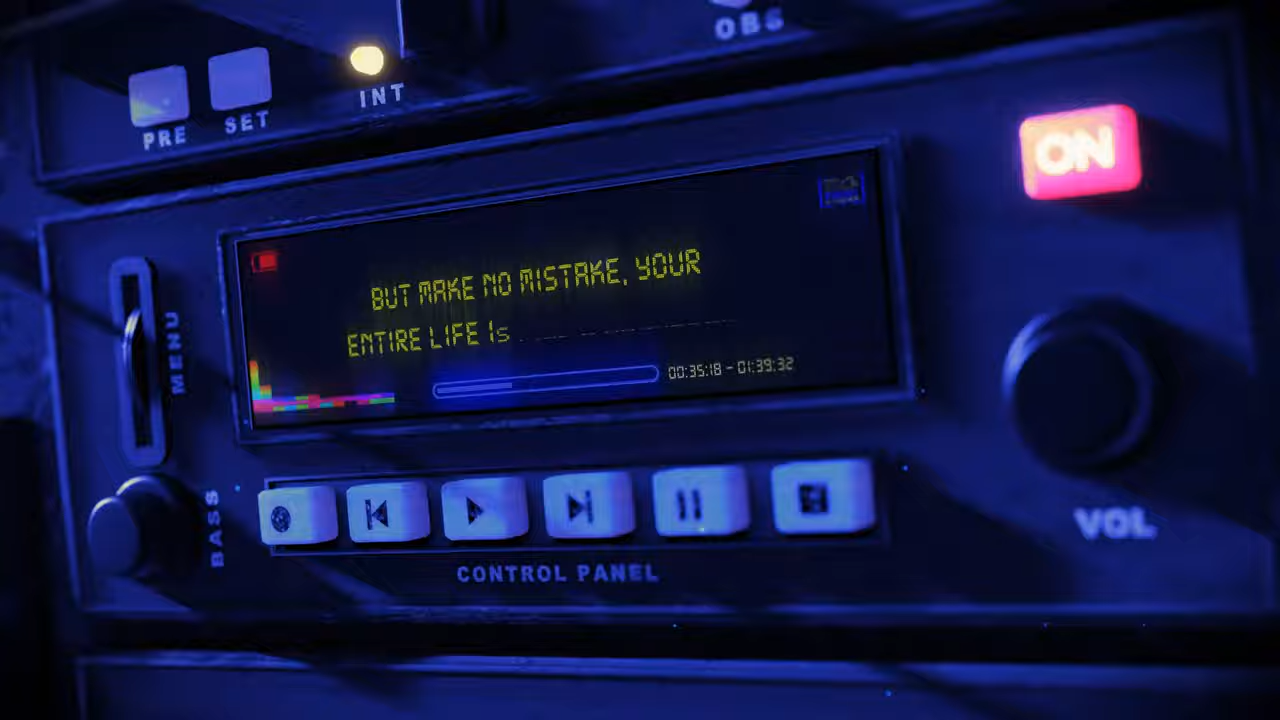 OBS
INT
PRE
SET
ON
BUT MAKE NO MISTAKE, YOUR
ENTIRE LIFE IS
00:35:18 - 01:39:32
MENU
BASS
CONTROL PANEL
VOL